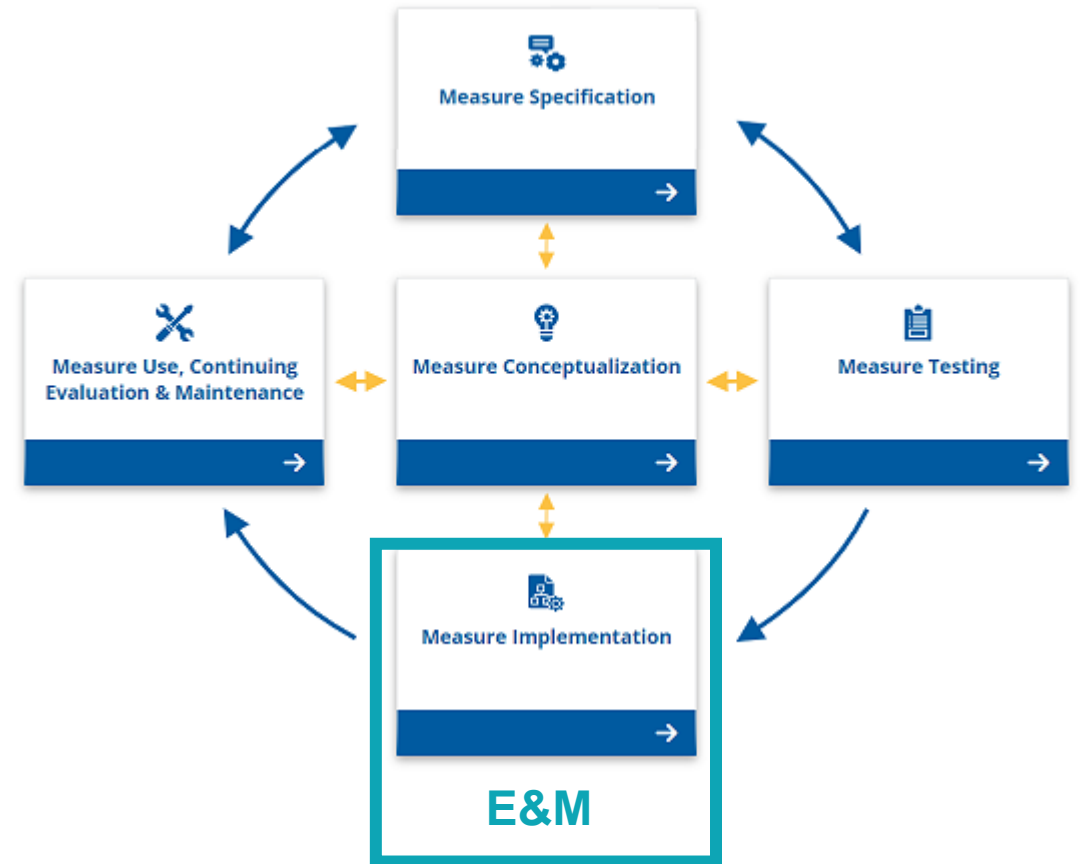 Measure Specification
Measure Use, Continuing
Evaluation & Maintenance
Measure Conceptualization
Measure Testing
Measure Implementation
E&M